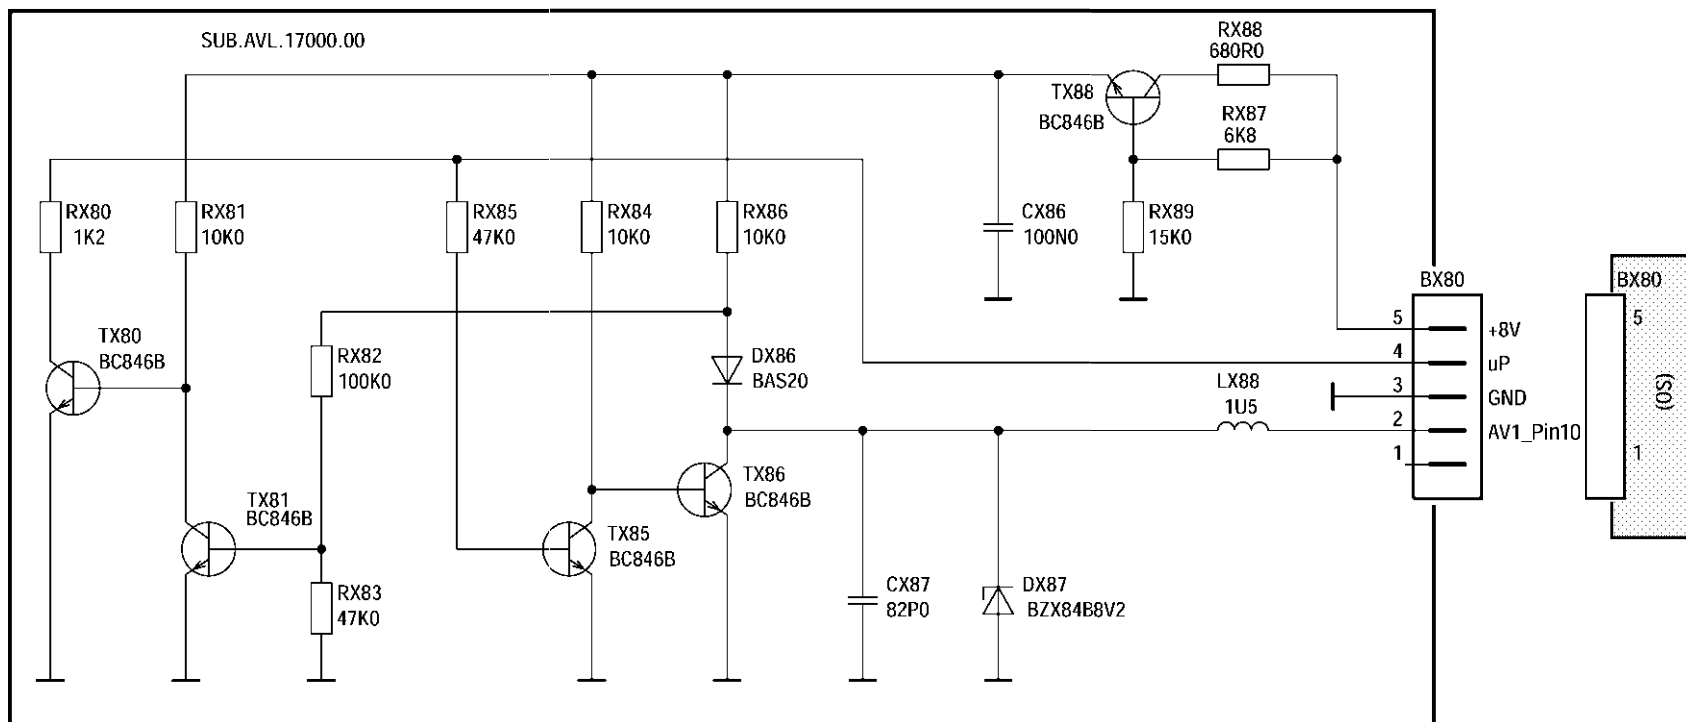 SUB.AVL.17000.00
RX88
680R0
TX88
BC846B
RX87
6K8
RX80
1K2
RX81
10K0
RX85
47K0
RX84
10K0
RX86
10K0
CX86
100N0
RX89
15K0
BX80
BX80
5
+8V
5
4
uP
3
GND
2
AV1_Pin10
1
1
(SO)
TX80
BC846B
RX82
100K0
DX86
BAS20
LX88
1U5
TX81
BC846B
TX86
BC846B
TX85
BC846B
RX83
47K0
CX87
82P0
DX87
BZX84B8V2